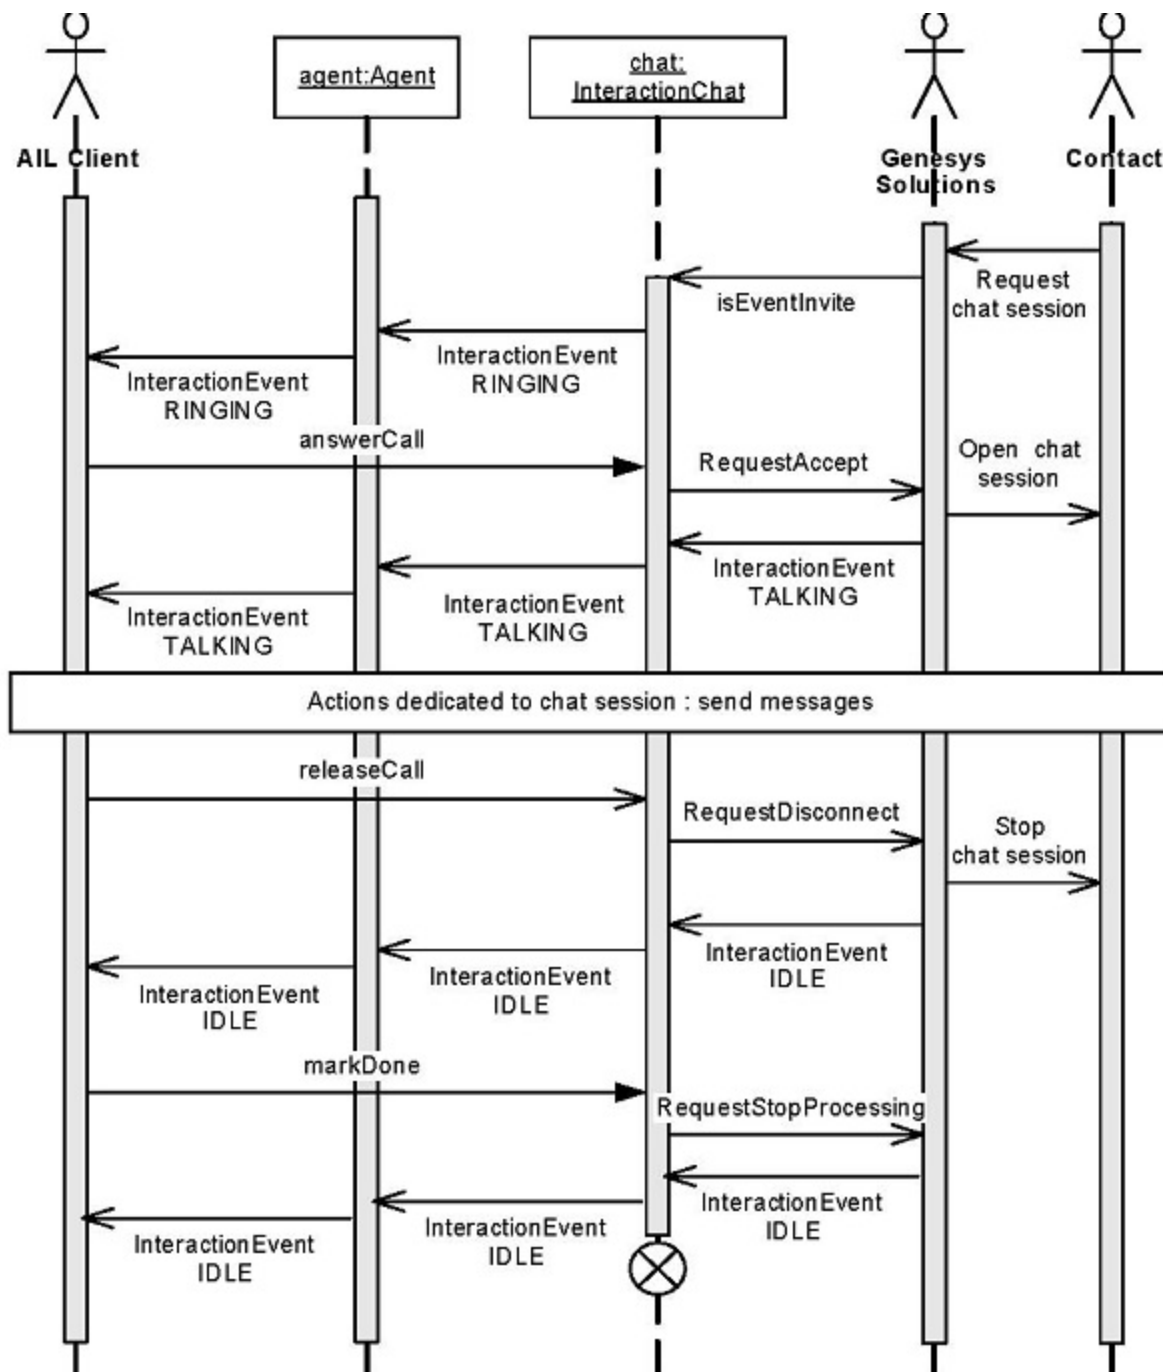 agent:Agent
chat:
InteractionChat
AIL Client
Genesys
Solutions
Contact
Request
chat session
isEventInvite
InteractionEvent
RINGING
InteractionEvent
RINGING
answerCall
RequestAccept
Open chat
session
InteractionEvent
TALKING
InteractionEvent
TALKING
InteractionEvent
TALKING
Actions dedicated to chat session : send messages
releaseCall
RequestDisconnect
Stop
chat session
InteractionEvent
IDLE
InteractionEvent
IDLE
InteractionEvent
IDLE
markDone
RequestStopProcessing
InteractionEvent
IDLE
InteractionEvent
IDLE
InteractionEvent
IDLE